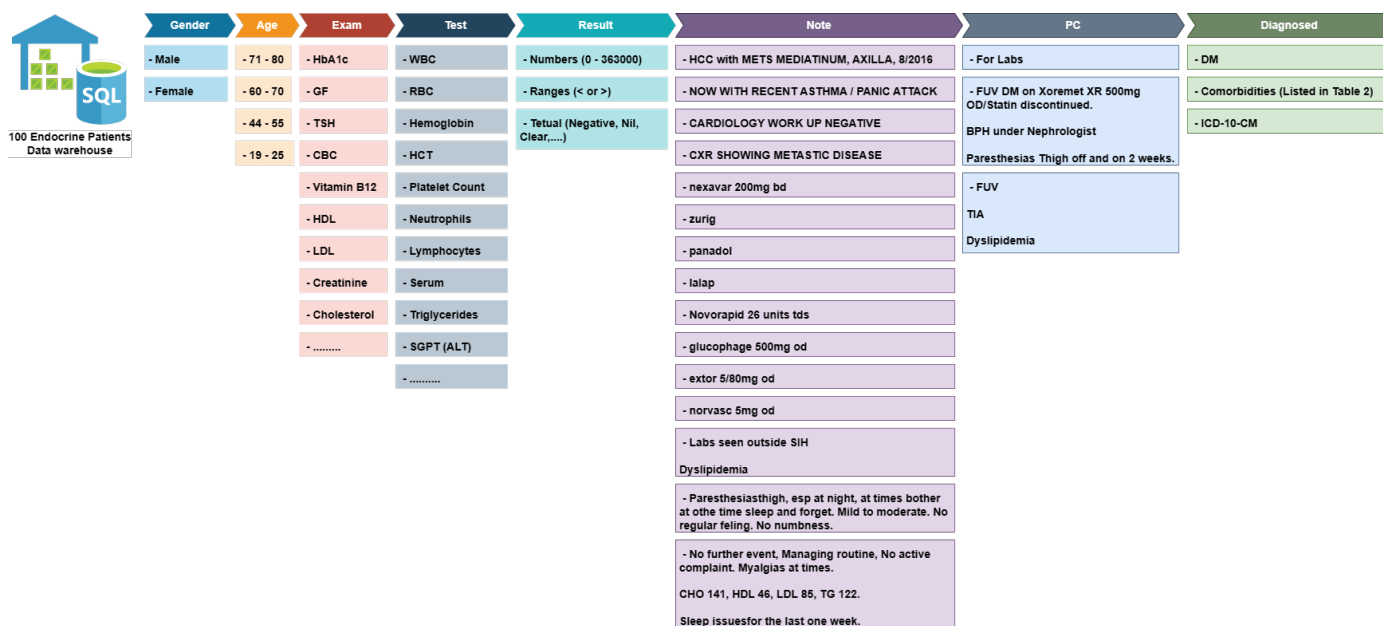 SQL
100 Endocrine Patients
Data warehouse
Gender
- Male
- Female
Age
- 71 - 80
- 60 - 70
- 44 - 55
- 19 - 25
Exam
- HbA1c
- GF
- TSH
- CBC
- Vitamin B12
- HDL
- LDL
- Creatinine
- Cholesterol
- .........
Test
- WBC
- RBC
- Hemoglobin
- HCT
- Platelet Count
- Neutrophils
- Lymphocytes
- Serum
- Triglycerides
- SGPT (ALT)
- ..........
Result
- Numbers (0 - 363000)
- Ranges (< or >)
- Tetual (Negative, Nil,
Clear,....)
Note
- HCC with METS MEDIATINUM, AXILLA, 8/2016
- NOW WITH RECENT ASTHMA / PANIC ATTACK
- CARDIOLOGY WORK UP NEGATIVE
- CXR SHOWING METASTIC DISEASE
- nexavar 200mg bd
- zurig
- panadol
- lalap
- Novorapid 26 units tds
- glucophage 500mg od
- extor 5/80mg od
- norvasc 5mg od
- Labs seen outside SIH
Dyslipidemia
- Paresthesiasthigh, esp at night, at times bother
at othe time sleep and forget. Mild to moderate. No
regular feling. No numbness.
- No further event, Managing routine, No active
complaint. Myalgias at times.
CHO 141, HDL 46, LDL 85, TG 122.
Sleep issuesfor the last one week.
PC
- For Labs
- FUV DM on Xoremet XR 500mg
OD/Statin discontinued.
BPH under Nephrologist
Paresthesias Thigh off and on 2 weeks.
- FUV
TIA
Dyslipidemia
Diagnosed
- DM
- Comorbidities (Listed in Table 2)
- ICD-10-CM